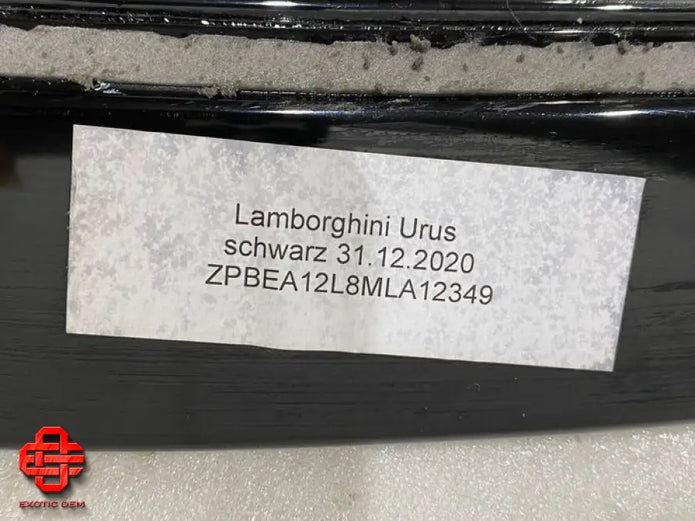 Lamborghini Urus
schwarz 31.12.2020
ZPBEA12L8MLA12349
EXOTIC OEM